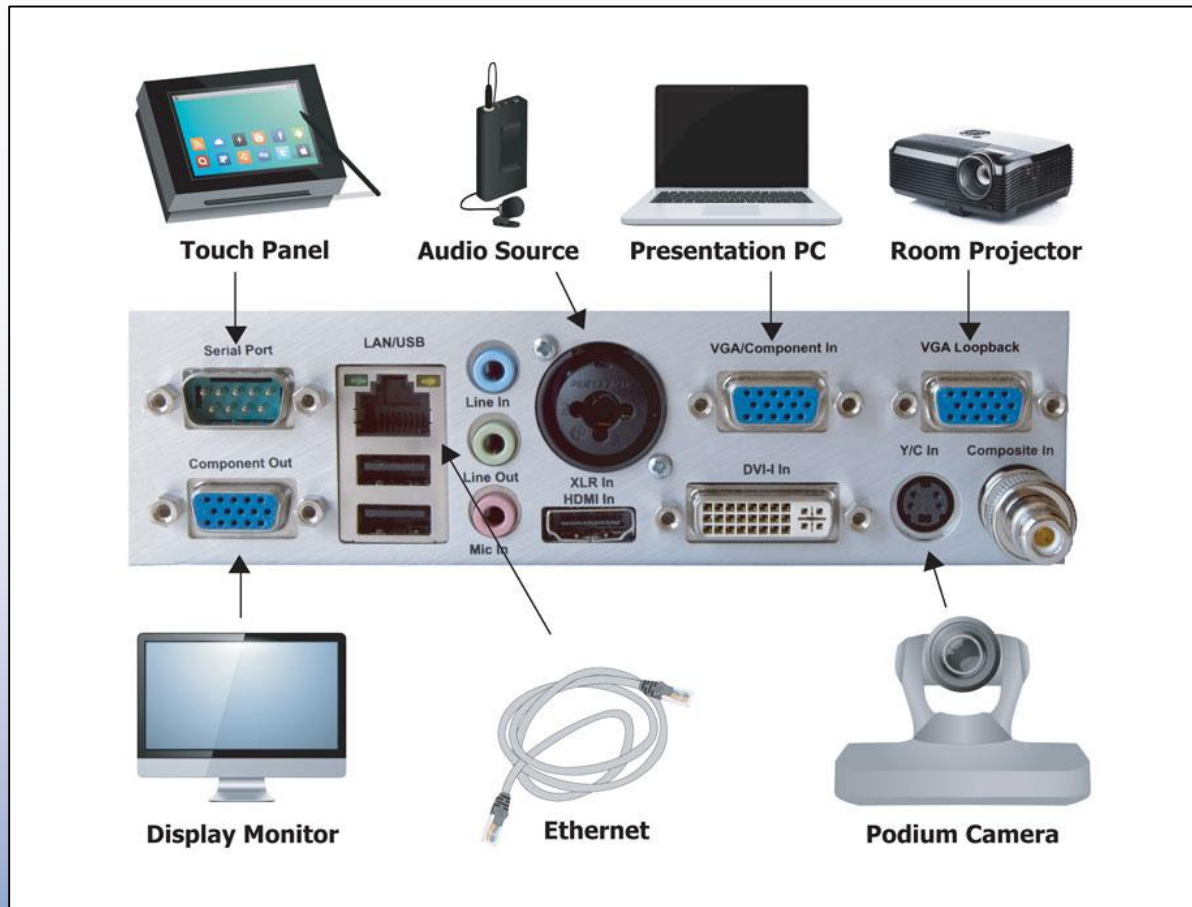 Touch Panel
Audio Source
Presentation PC
Room Projector
Serial Port
LAN/USB
Line In
VGA/Component In
VGA Loopback
Component Out
Line Out
XLR In
HDMI In
DVI-I In
Y/C In
Composite In
Mic In
Display Monitor
Ethernet
Podium Camera